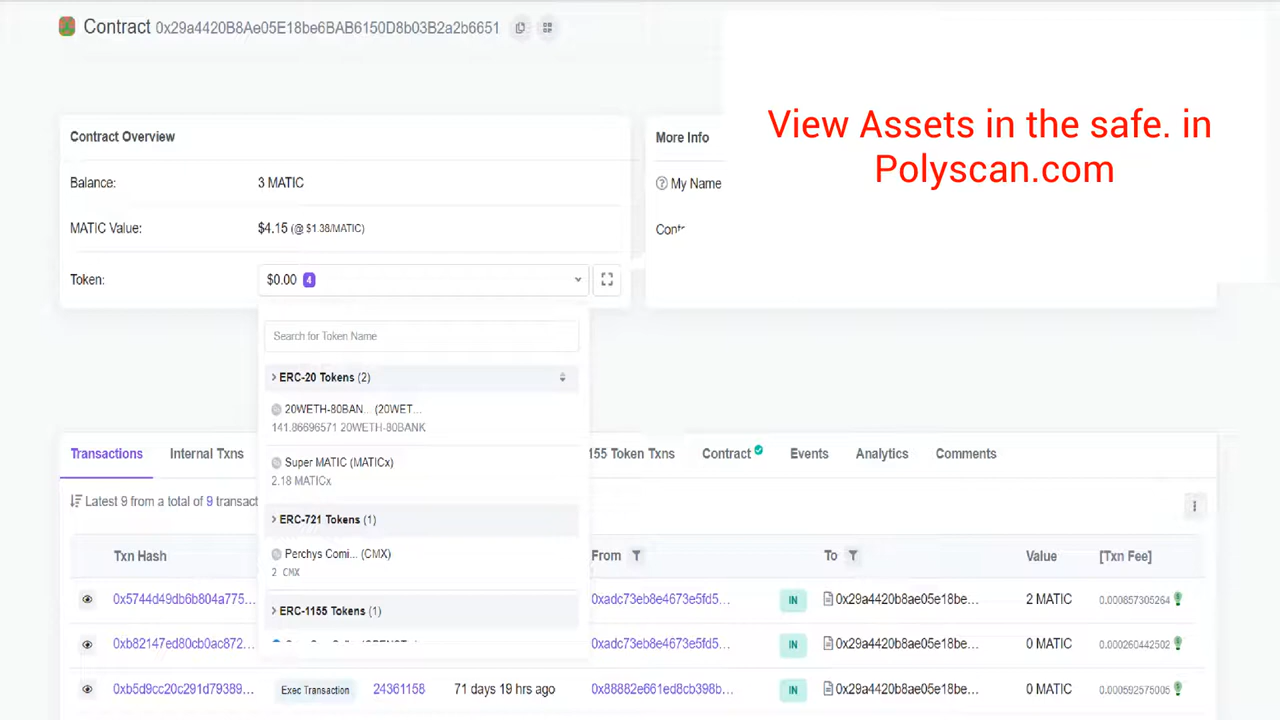 Contract 0x29a4420B8Ae05E18be6BAB6150D8b03B2a2b6651
View Assets in the safe. in
Polyscan.com
Contract Overview
Balance: 3 MATIC
MATIC Value: $4.15 (@ $1.38/MATIC)
Token: $0.00 4
More Info
My Name
Search for Token Name
ERC-20 Tokens (2)
20WETH-80BAN... (20WET...
141.86696571 20WETH-80BANK
Super MATIC (MATICx)
2.18 MATICx
ERC-721 Tokens (1)
Perchys Comi... (CMX)
2 CMX
ERC-1155 Tokens (1)
Transactions Internal Txns 155 Token Txns Contract Events Analytics Comments
Latest 9 from a total of 9 transact
Txn Hash From To Value [Txn Fee]
0x5744d49db6b804a775... 0xadc73eb8e4673e5fd5... IN 0x29a4420b8ae05e18be... 2 MATIC 0.000857305264
0xb82147ed80cb0ac872... 0xadc73eb8e4673e5fd5... IN 0x29a4420b8ae05e18be... 0 MATIC 0.000260442502
0xb5d9cc20c291d79389... Exec Transaction 24361158 71 days 19 hrs ago 0x88882e661ed8cb398b... IN 0x29a4420b8ae05e18be... 0 MATIC 0.000592575005